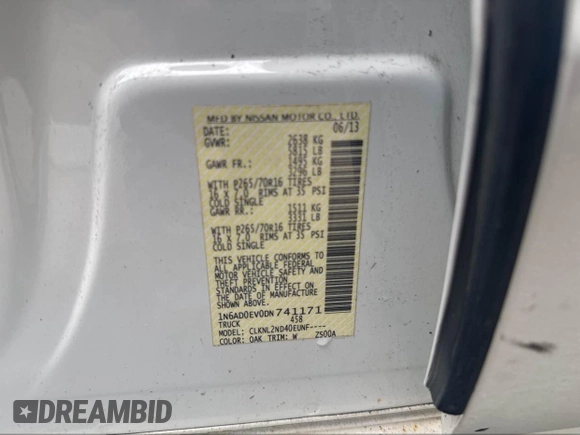 MFD BY NISSAN MOTOR CO., LTD.
DATE: 06/13
GVWR: 2638 KG
5815 LB
GAWR FR.: 1495 KG
3296 LB
WITH P265/70R16 TIRES
16 X 7.0 RIMS AT 35 PSI
COLD SINGLE
GAWR RR.: 1511 KG
3331 LB
WITH P265/70R16 TIRES
16 X 7.0 RIMS AT 35 PSI
COLD SINGLE
THIS VEHICLE CONFORMS TO
ALL APPLICABLE FEDERAL
MOTOR VEHICLE SAFETY AND
THEFT PREVENTION
STANDARDS IN EFFECT ON
THE DATE OF MANUFACTURE
SHOWN ABOVE.
1N6AD0EV0DN741171
TRUCK 458
MODEL: CLKNL2ND40EUNF----
COLOR: QAK TRIM: W 2S00A
DREAMBID